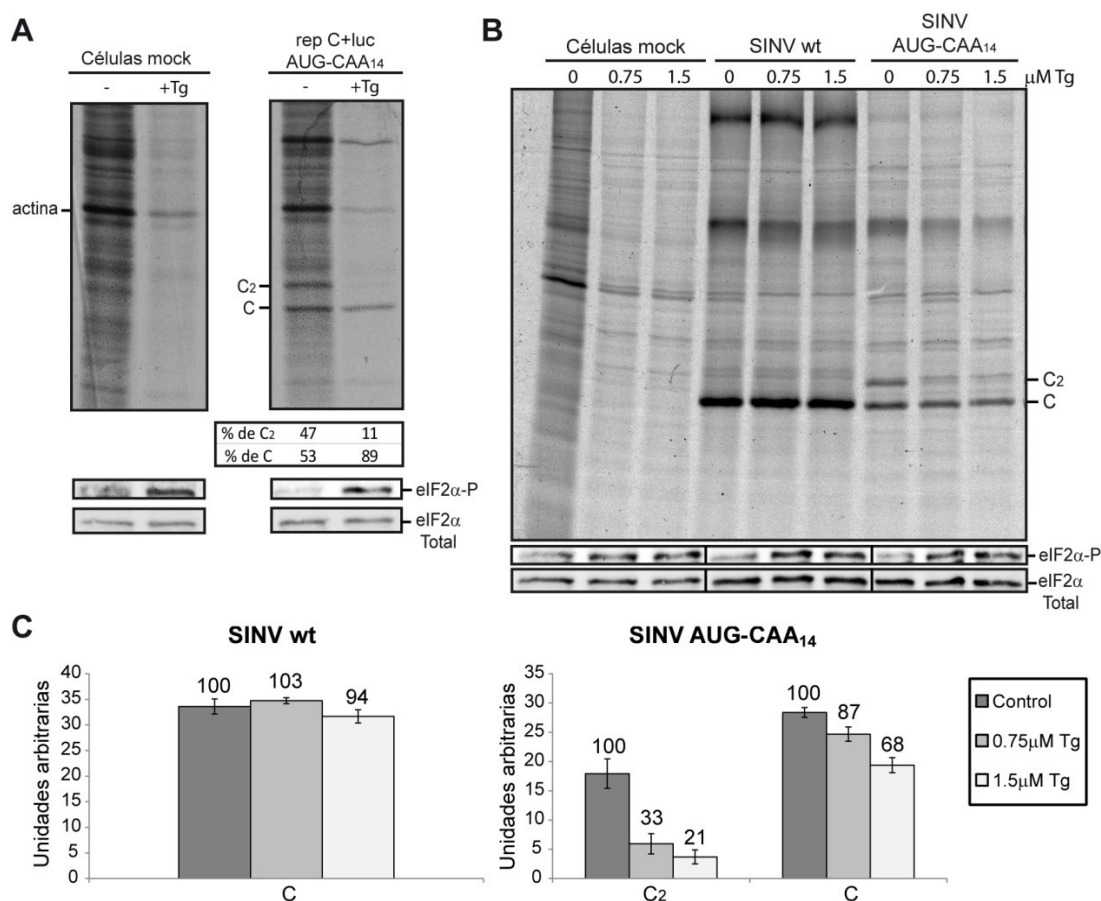 A
Células mock
- +Tg
rep C+luc
AUG-CAA14
- +Tg
actina
C2
C
% de C2 47 11
% de C 53 89
eIF2α-P
eIF2α
Total
B
Células mock SINV wt SINV
AUG-CAA14
0 0.75 1.5 0 0.75 1.5 0 0.75 1.5 μM Tg
C2
C
eIF2α-P
eIF2α
Total
C
SINV wt
Unidades arbitrarias
40
35
30
25
20
15
10
5
0
100 103 94
C
SINV AUG-CAA14
Unidades arbitrarias
35
30
25
20
15
10
5
0
100 33 21 100 87 68
C2 C
Control
0.75μM Tg
1.5μM Tg